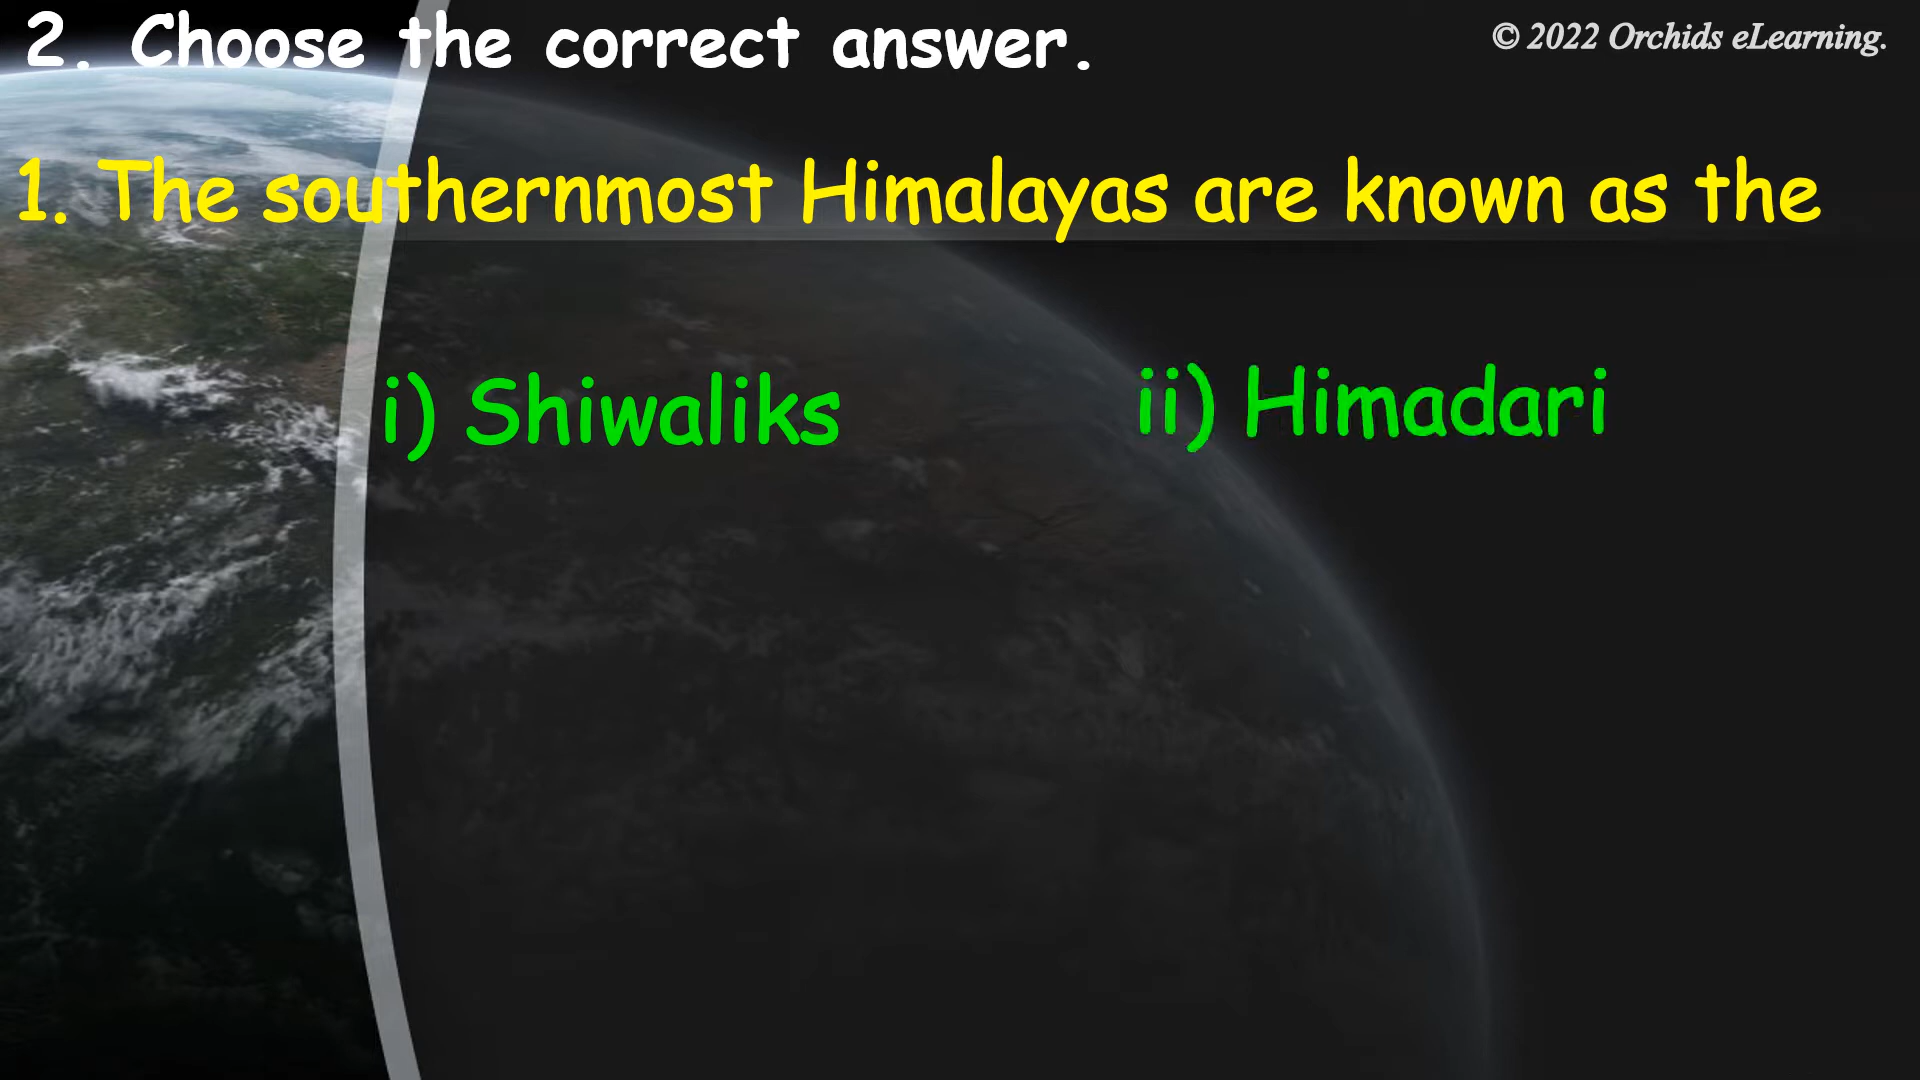 2. Choose the correct answer.
© 2022 Orchids eLearning.
1. The southernmost Himalayas are known as the
i) Shiwaliks
ii) Himadari